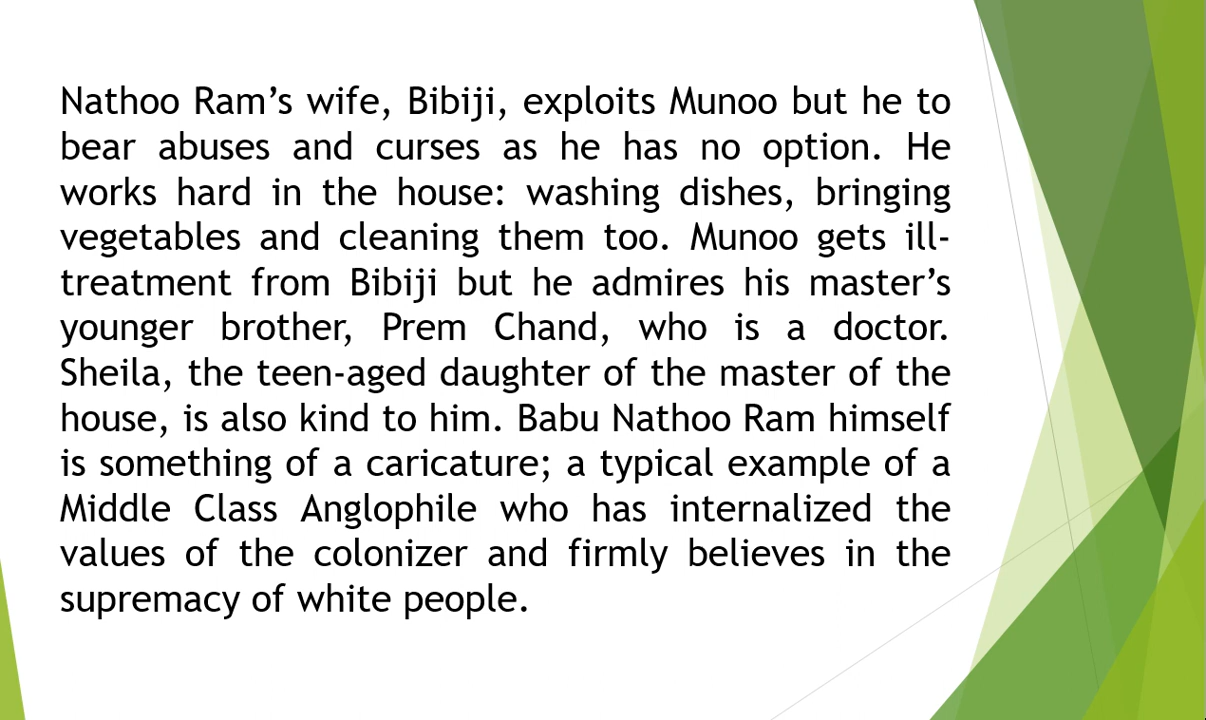 Nathoo Ram’s wife, Bibiji, exploits Munoo but he to
bear abuses and curses as he has no option. He
works hard in the house: washing dishes, bringing
vegetables and cleaning them too. Munoo gets ill-
treatment from Bibiji but he admires his master’s
younger brother, Prem Chand, who is a doctor.
Sheila, the teen-aged daughter of the master of the
house, is also kind to him. Babu Nathoo Ram himself
is something of a caricature; a typical example of a
Middle Class Anglophile who has internalized the
values of the colonizer and firmly believes in the
supremacy of white people.